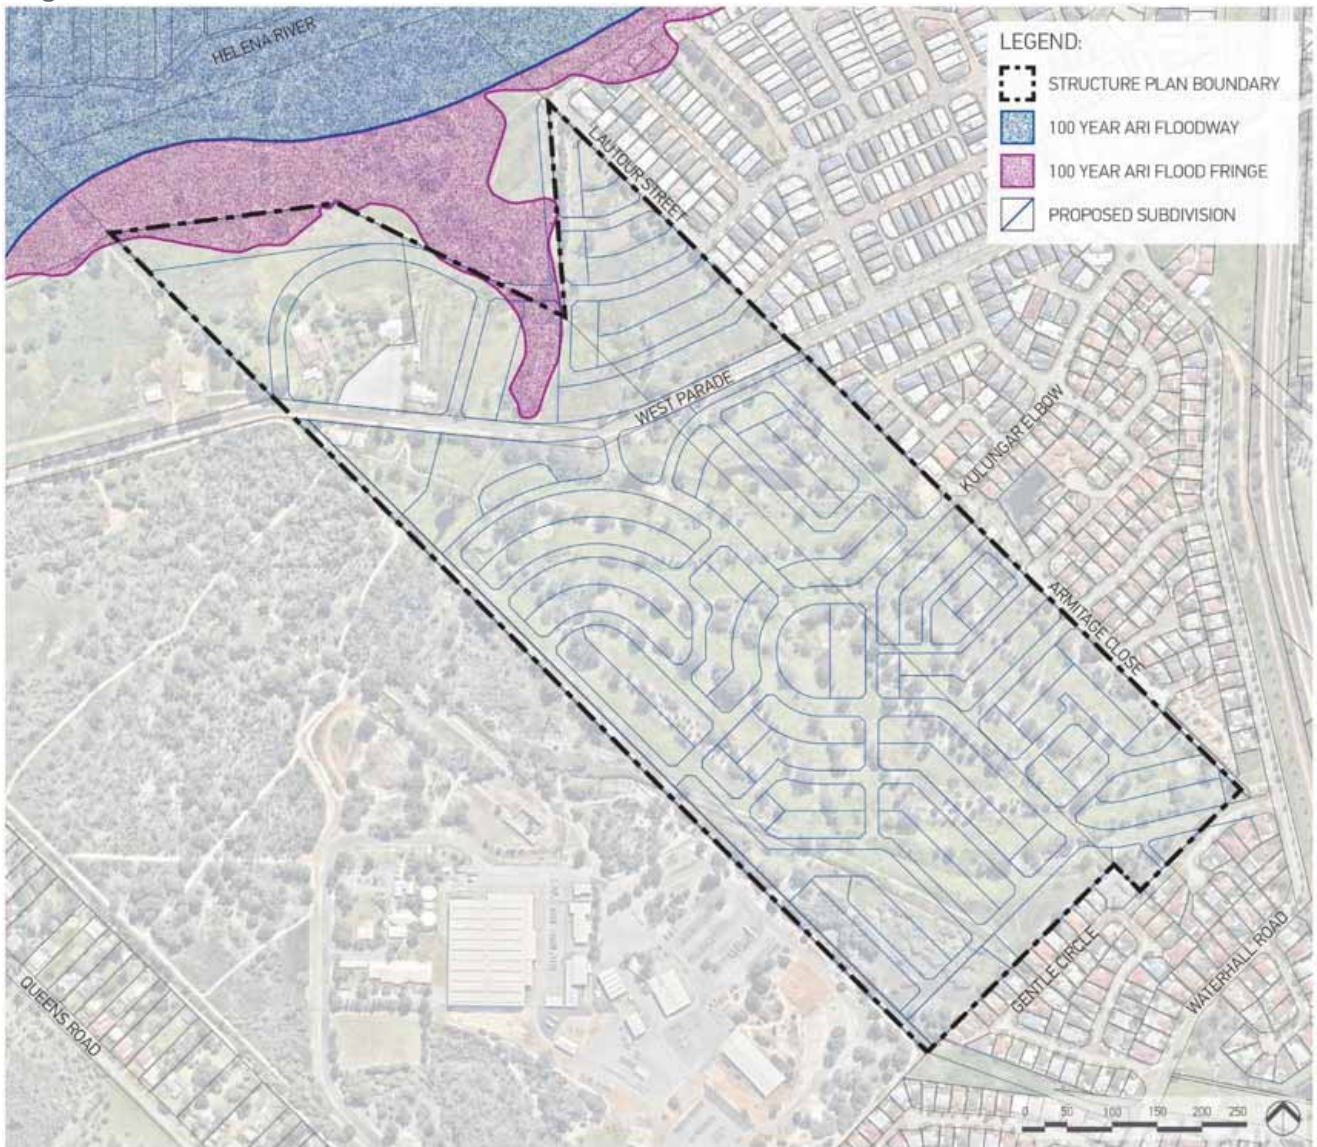 HELENA RIVER
LEGEND:
STRUCTURE PLAN BOUNDARY
100 YEAR ARI FLOODWAY
100 YEAR ARI FLOOD FRINGE
PROPOSED SUBDIVISION
LAUTOUR STREET
WEST PARADE
KULUNGAR ELBOW
ARMITAGE CLOSE
GENTLE CIRCLE
WATERHALL ROAD
QUEENS ROAD
0 50 100 150 200 250